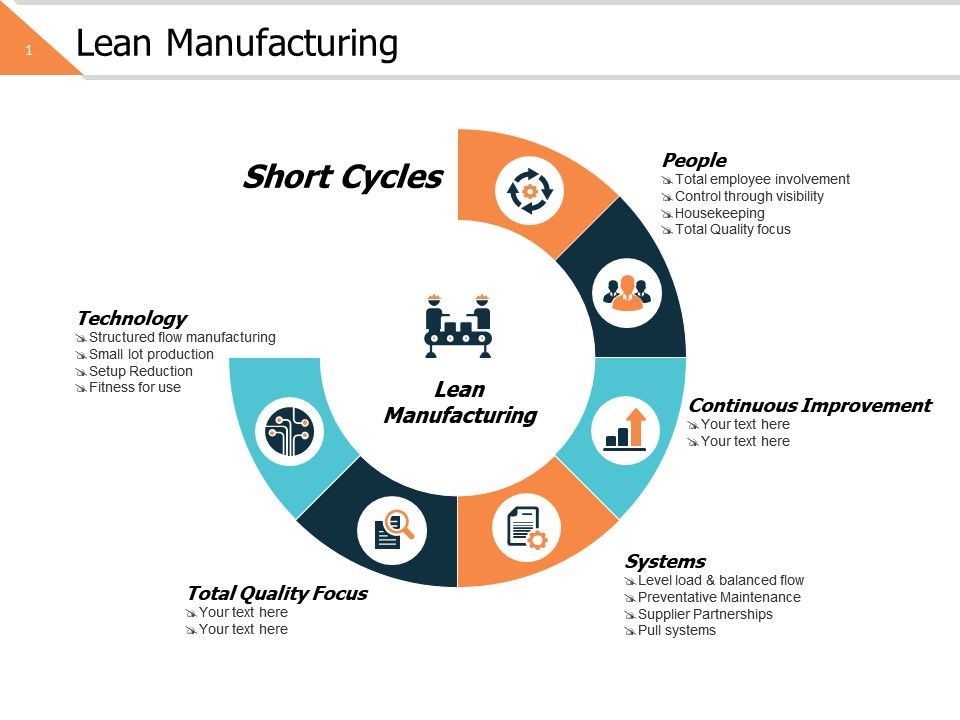 1
Lean Manufacturing
Short Cycles
People
Total employee involvement
Control through visibility
Housekeeping
Total Quality focus
Technology
Structured flow manufacturing
Small lot production
Setup Reduction
Fitness for use
Lean
Manufacturing
Continuous Improvement
Your text here
Your text here
Systems
Level load & balanced flow
Preventative Maintenance
Supplier Partnerships
Pull systems
Total Quality Focus
Your text here
Your text here